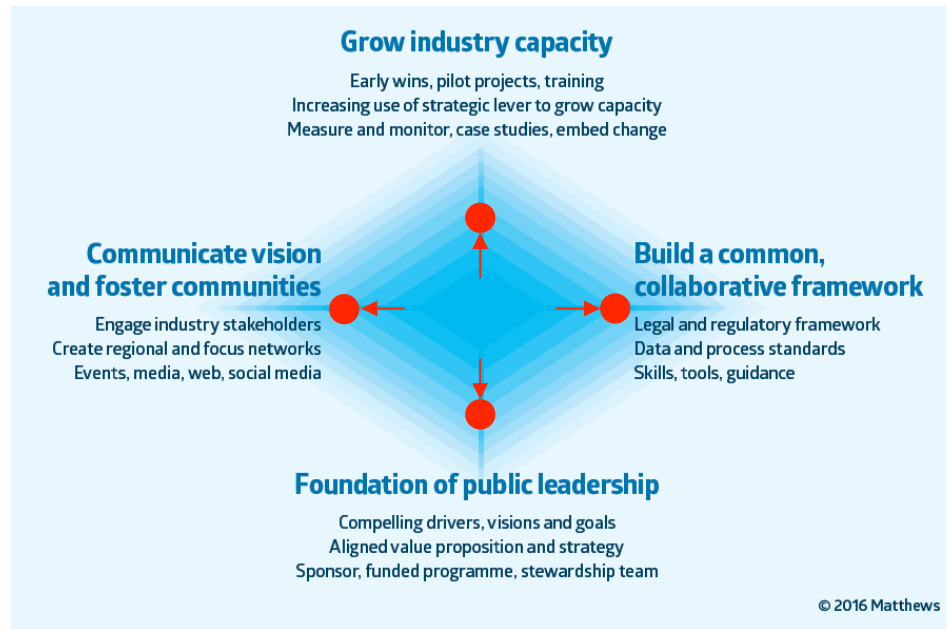 Grow industry capacity
Early wins, pilot projects, training
Increasing use of strategic lever to grow capacity
Measure and monitor, case studies, embed change
Communicate vision
and foster communities
Engage industry stakeholders
Create regional and focus networks
Events, media, web, social media
Build a common,
collaborative framework
Legal and regulatory framework
Data and process standards
Skills, tools, guidance
Foundation of public leadership
Compelling drivers, visions and goals
Aligned value proposition and strategy
Sponsor, funded programme, stewardship team
© 2016 Matthews